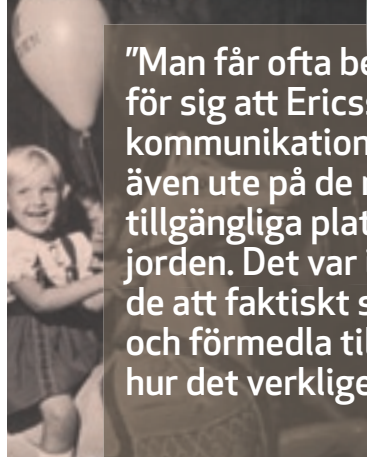 ”Man får ofta be
för sig att Erics
kommunikation
även ute på de
tillgängliga plat
jorden. Det var
de att faktiskt s
och förmedla til
hur det verklige